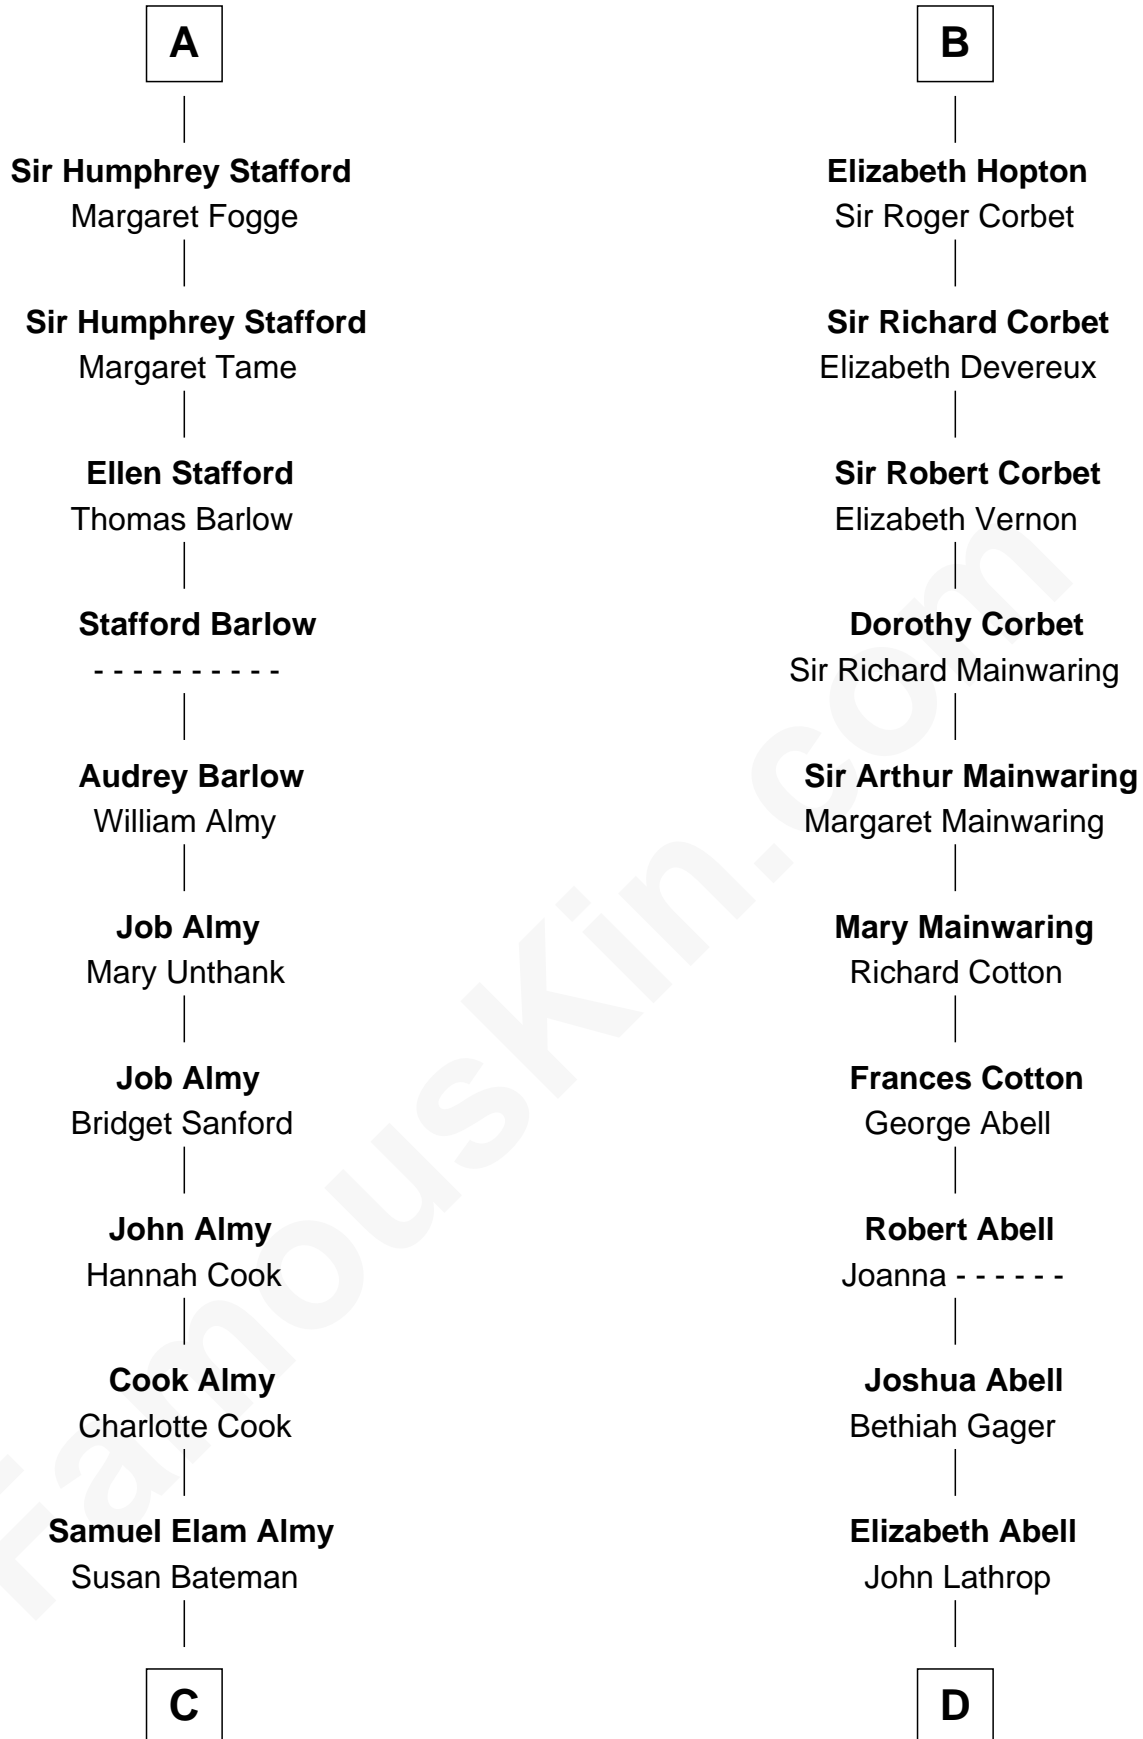 A
Sir Humphrey Stafford
Margaret Fogge
Sir Humphrey Stafford
Margaret Tame
Ellen Stafford
Thomas Barlow
Stafford Barlow
- - - - - - - - - -
Audrey Barlow
William Almy
Job Almy
Mary Unthank
Job Almy
Bridget Sanford
John Almy
Hannah Cook
Cook Almy
Charlotte Cook
Samuel Elam Almy
Susan Bateman
C
B
Elizabeth Hopton
Sir Roger Corbet
Sir Richard Corbet
Elizabeth Devereux
Sir Robert Corbet
Elizabeth Vernon
Dorothy Corbet
Sir Richard Mainwaring
Sir Arthur Mainwaring
Margaret Mainwaring
Mary Mainwaring
Richard Cotton
Frances Cotton
George Abell
Robert Abell
Joanna - - - - - -
Joshua Abell
Bethiah Gager
Elizabeth Abell
John Lathrop
D
FamousKin.com